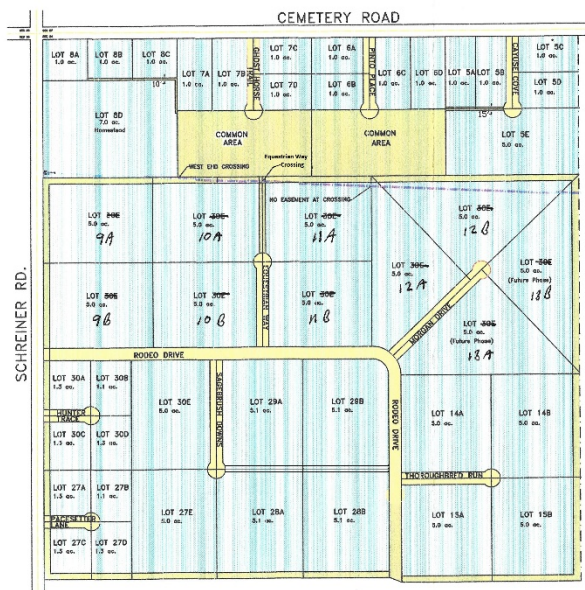 CEMETERY ROAD
LOT 8A
1.0 ac.
LOT 8B
1.0 ac.
LOT 8C
1.0 ac.
LOT 7A
1.0 ac.
LOT 7B
1.0 ac.
GHOST HORSE
TRAIL
LOT 7C
1.0 ac.
LOT 6A
1.0 ac.
PINTO PLACE
LOT 6C
1.0 ac.
LOT 6D
1.0 ac.
LOT 5A
1.0 ac.
LOT 5B
1.0 ac.
CAYUSE COVE
LOT 5C
1.0 ac.
LOT 7D
1.0 ac.
LOT 6B
1.0 ac.
LOT 5D
1.0 ac.
10'
15'
LOT 8D
7.0 ac.
Homeland
COMMON
AREA
COMMON
AREA
LOT 5E
5.0 ac.
WEST END CROSSING
Equestrian Way
Crossing
NO EASEMENT AT CROSSING
LOT 30E
5.0 ac.
9A
LOT 30E
5.0 ac.
10A
LOT 30E
5.0 ac.
11A
LOT 30E
5.0 ac.
12B
LOT 30E
5.0 ac.
12A
LOT 30E
5.0 ac.
(Future Phase)
13B
LOT 30E
5.0 ac.
9B
LOT 30E
5.0 ac.
10B
EQUESTRIAN WAY
LOT 30E
5.0 ac.
11B
MORGAN DRIVE
LOT 30E
5.0 ac.
(Future Phase)
13A
SCHREINER RD.
RODEO DRIVE
RODEO DRIVE
LOT 30A
1.3 ac.
LOT 30B
1.1 ac.
HUNTER
TRACK
LOT 30C
1.3 ac.
LOT 30D
1.3 ac.
LOT 30E
5.0 ac.
SAGEBRUSH DOWNS
LOT 29A
5.1 ac.
LOT 28B
5.1 ac.
LOT 14A
5.0 ac.
LOT 14B
5.0 ac.
THOROUGHBRED RUN
LOT 27A
1.3 ac.
LOT 27B
1.1 ac.
PACESETTER
LANE
LOT 27C
1.3 ac.
LOT 27D
1.3 ac.
LOT 27E
5.0 ac.
LOT 28A
5.1 ac.
LOT 28B
5.1 ac.
LOT 15A
5.0 ac.
LOT 15B
5.0 ac.